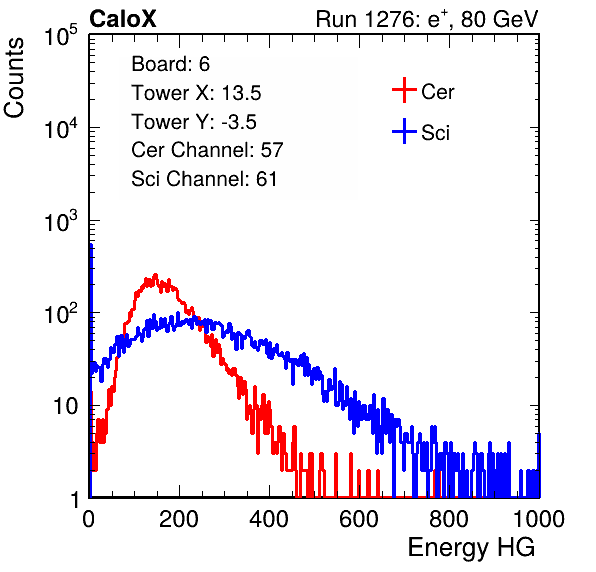 CaloX Run 1276: e⁺, 80 GeV
Counts
Board: 6
Tower X: 13.5
Tower Y: -3.5
Cer Channel: 57
Sci Channel: 61
Cer
Sci
10⁵
10⁴
10³
10²
10
1
0 200 400 600 800 1000
Energy HG